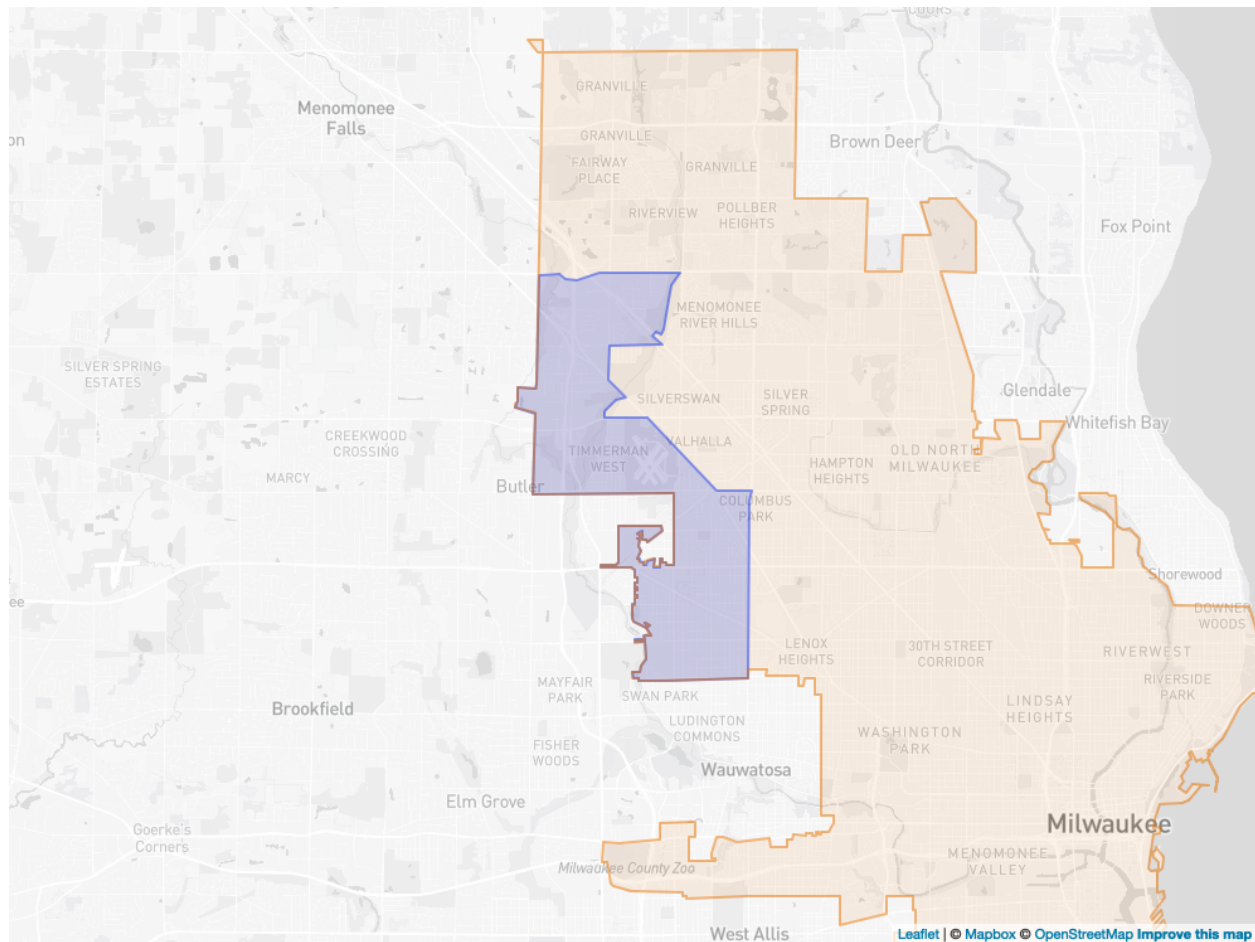 COURS
GRANVILLE
Menomonee
Falls
GRANVILLE
on
Brown Deer
FAIRWAY
PLACE
GRANVILLE
RIVERVIEW
POLLBER
HEIGHTS
Fox Point
MENOMONEE
RIVER HILLS
SILVER SPRING
ESTATES
SILVERSWAN
SILVER
SPRING
Glendale
Whitefish Bay
CREEKWOOD
CROSSING
VALHALLA
TIMMERMAN
WEST
OLD NORTH
MILWAUKEE
HAMPTON
HEIGHTS
MARCY
Butler
COLUMBUS
PARK
Shorewood
ee
DOWNER
WOODS
LENOX
HEIGHTS
30TH STREET
CORRIDOR
RIVERWEST
MAYFAIR
PARK
SWAN PARK
RIVERSIDE
PARK
Brookfield
LINDSAY
HEIGHTS
LUDINGTON
COMMONS
WASHINGTON
PARK
FISHER
WOODS
Wauwatosa
Elm Grove
Goerke's
Corners
Milwaukee
MENOMONEE
VALLEY
Milwaukee County Zoo
West Allis
Leaflet | © Mapbox © OpenStreetMap Improve this map